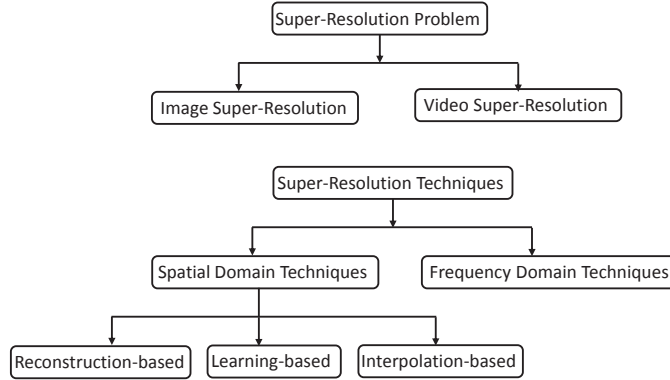 Super-Resolution Problem
Image Super-Resolution
Video Super-Resolution
Super-Resolution Techniques
Spatial Domain Techniques
Frequency Domain Techniques
Reconstruction-based
Learning-based
Interpolation-based